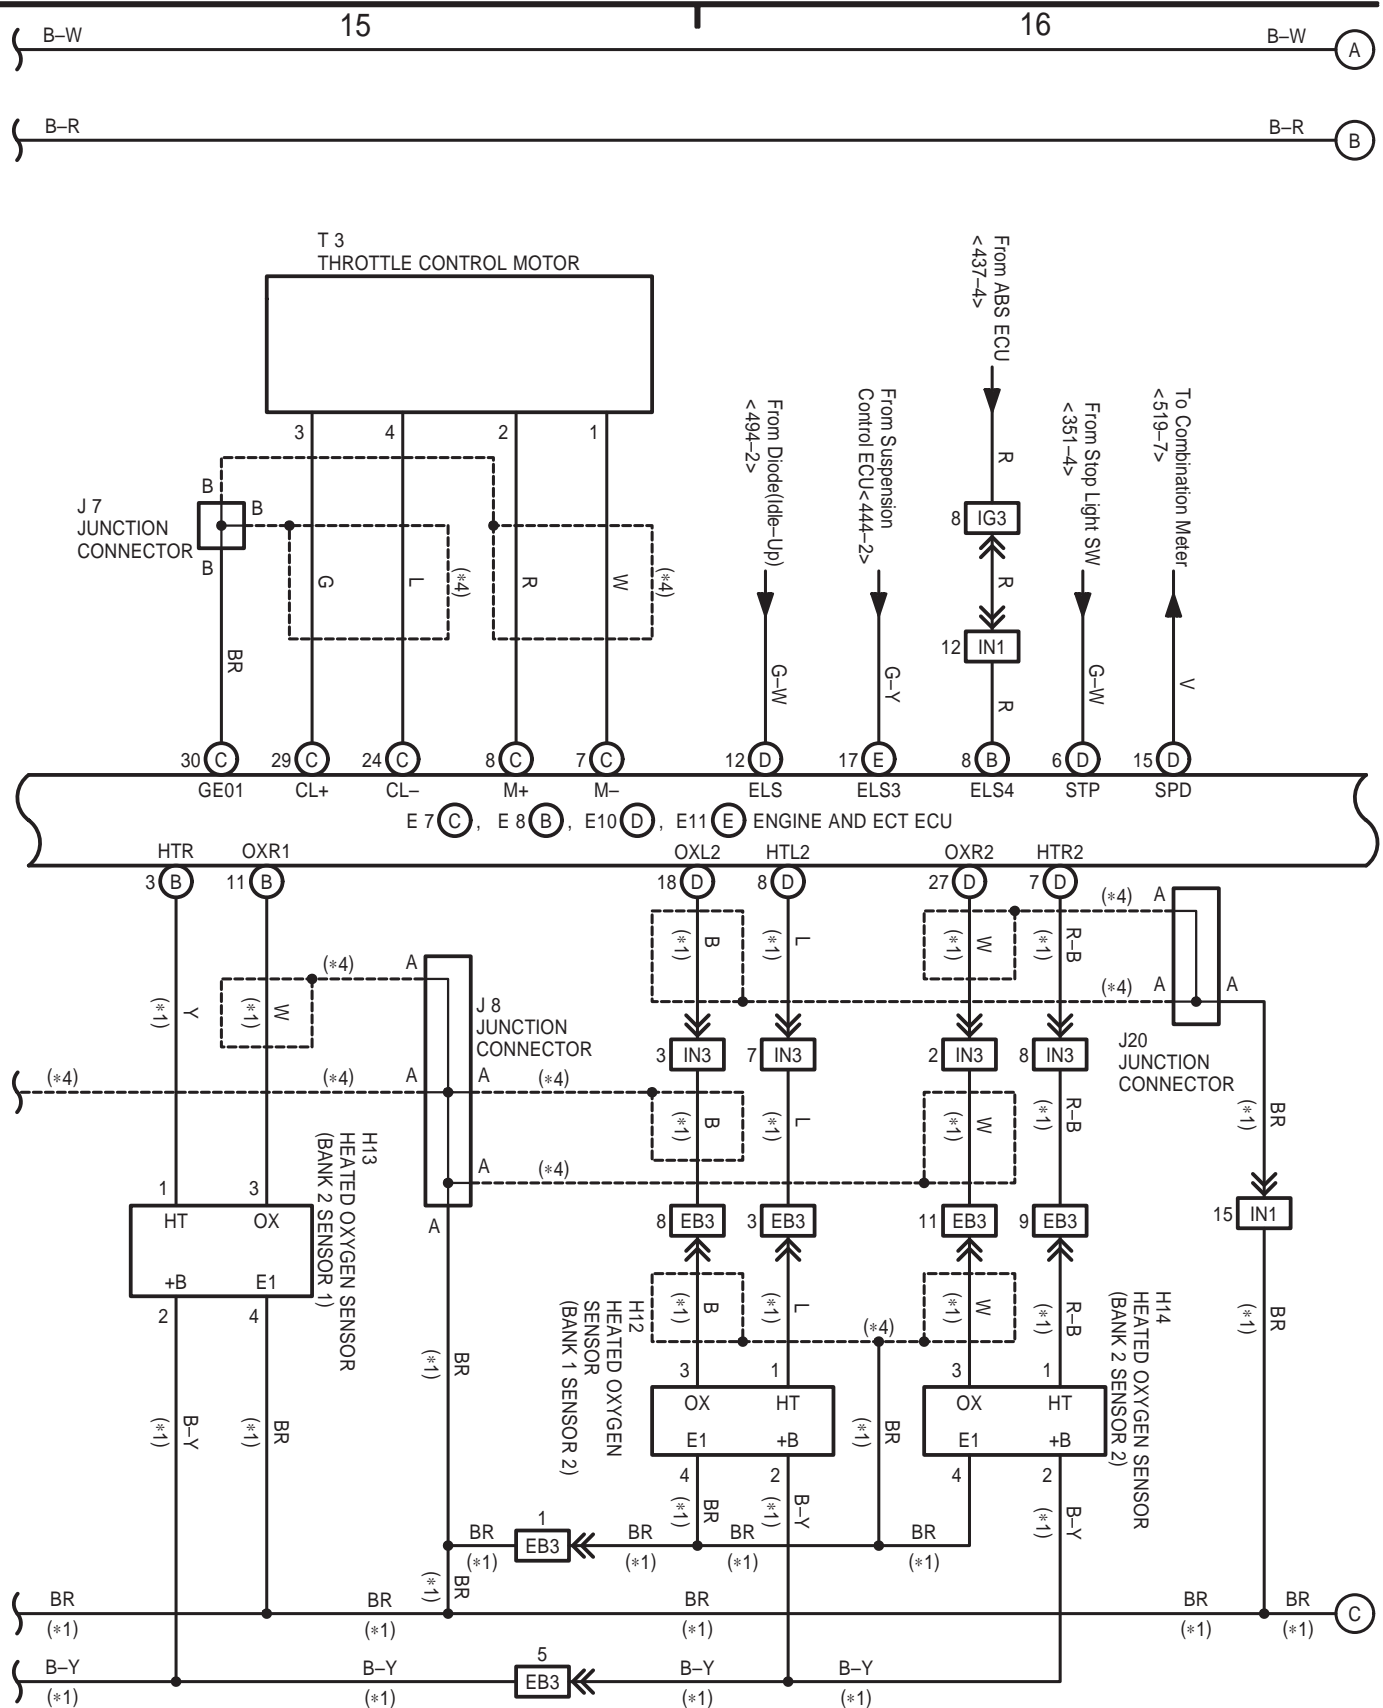 15
16
B–W
B–W
A
B–R
B–R
B
T 3
THROTTLE CONTROL MOTOR
3
4
2
1
From ABS ECU
<437–4>
From Diode(Idle–Up)
<494–2>
From Suspension
Control ECU<444–2>
From Stop Light SW
<351–4>
To Combination Meter
<519–7>
J 7
JUNCTION
CONNECTOR
B
B
B
G
L
(*4)
R
W
(*4)
R
8
IG3
R
12
IN1
BR
G–W
G–Y
R
G–W
V
30
C
29
C
24
C
8
C
7
C
12
D
17
E
8
B
6
D
15
D
GE01
CL+
CL–
M+
M–
ELS
ELS3
ELS4
STP
SPD
E 7 C , E 8 B , E10 D , E11 E ENGINE AND ECT ECU
HTR
OXR1
OXL2
HTL2
OXR2
HTR2
3
B
11
B
18
D
8
D
27
D
7
D
(*4)
A
B
(*1)
L
(*1)
W
(*1)
R–B
(*1)
(*4)
A
Y
(*1)
W
(*1)
(*4)
A
A
J 8
JUNCTION
CONNECTOR
3
IN3
7
IN3
2
IN3
8
IN3
J20
JUNCTION
CONNECTOR
(*4)
(*4)
A
A
(*4)
B
(*1)
L
(*1)
W
(*1)
R–B
(*1)
BR
(*1)
H13
HEATED OXYGEN SENSOR
(BANK 2 SENSOR 1)
A
(*4)
1
3
HT
OX
+B
E1
2
4
A
8
EB3
3
EB3
11
EB3
9
EB3
15
IN1
B
(*1)
L
(*1)
W
(*1)
R–B
(*1)
BR
(*1)
(*4)
H12
HEATED OXYGEN
SENSOR
(BANK 1 SENSOR 2)
H14
HEATED OXYGEN SENSOR
(BANK 2 SENSOR 2)
BR
(*1)
3
1
3
1
OX
HT
OX
HT
E1
+B
E1
+B
4
2
4
2
B–Y
(*1)
BR
(*1)
BR
(*1)
BR
(*1)
B–Y
(*1)
B–Y
(*1)
1
EB3
BR
(*1)
BR
(*1)
BR
(*1)
BR
(*1)
BR
(*1)
BR
(*1)
BR
(*1)
BR
(*1)
BR
(*1)
BR
(*1)
C
B–Y
(*1)
B–Y
(*1)
5
EB3
B–Y
(*1)
B–Y
(*1)